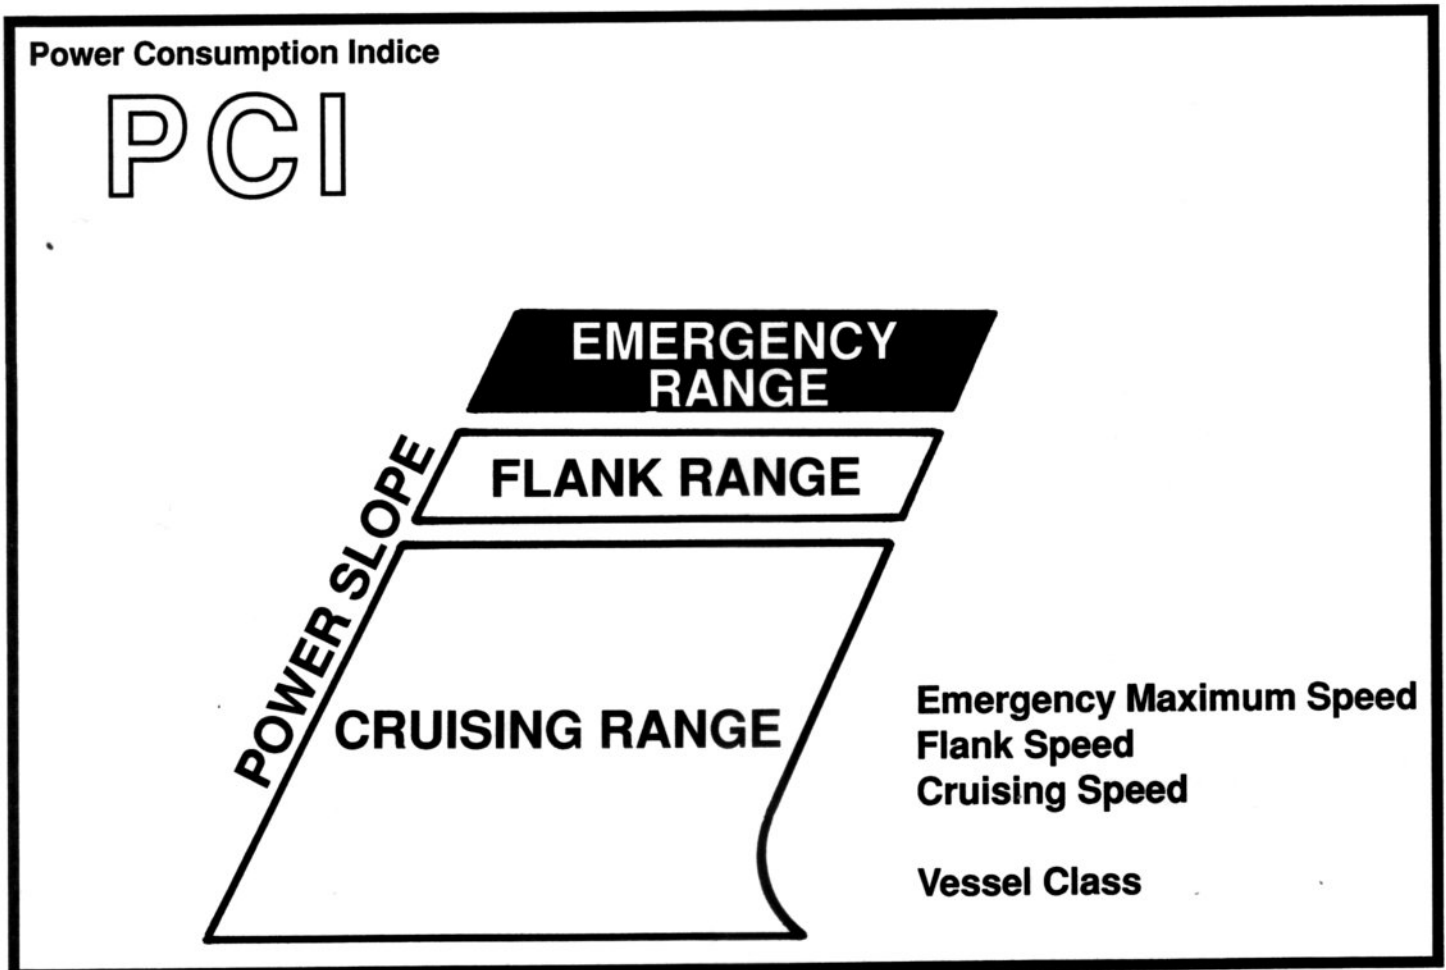 Power Consumption Indice
PCI
EMERGENCY
RANGE
FLANK RANGE
POWER SLOPE
CRUISING RANGE
Emergency Maximum Speed
Flank Speed
Cruising Speed
Vessel Class